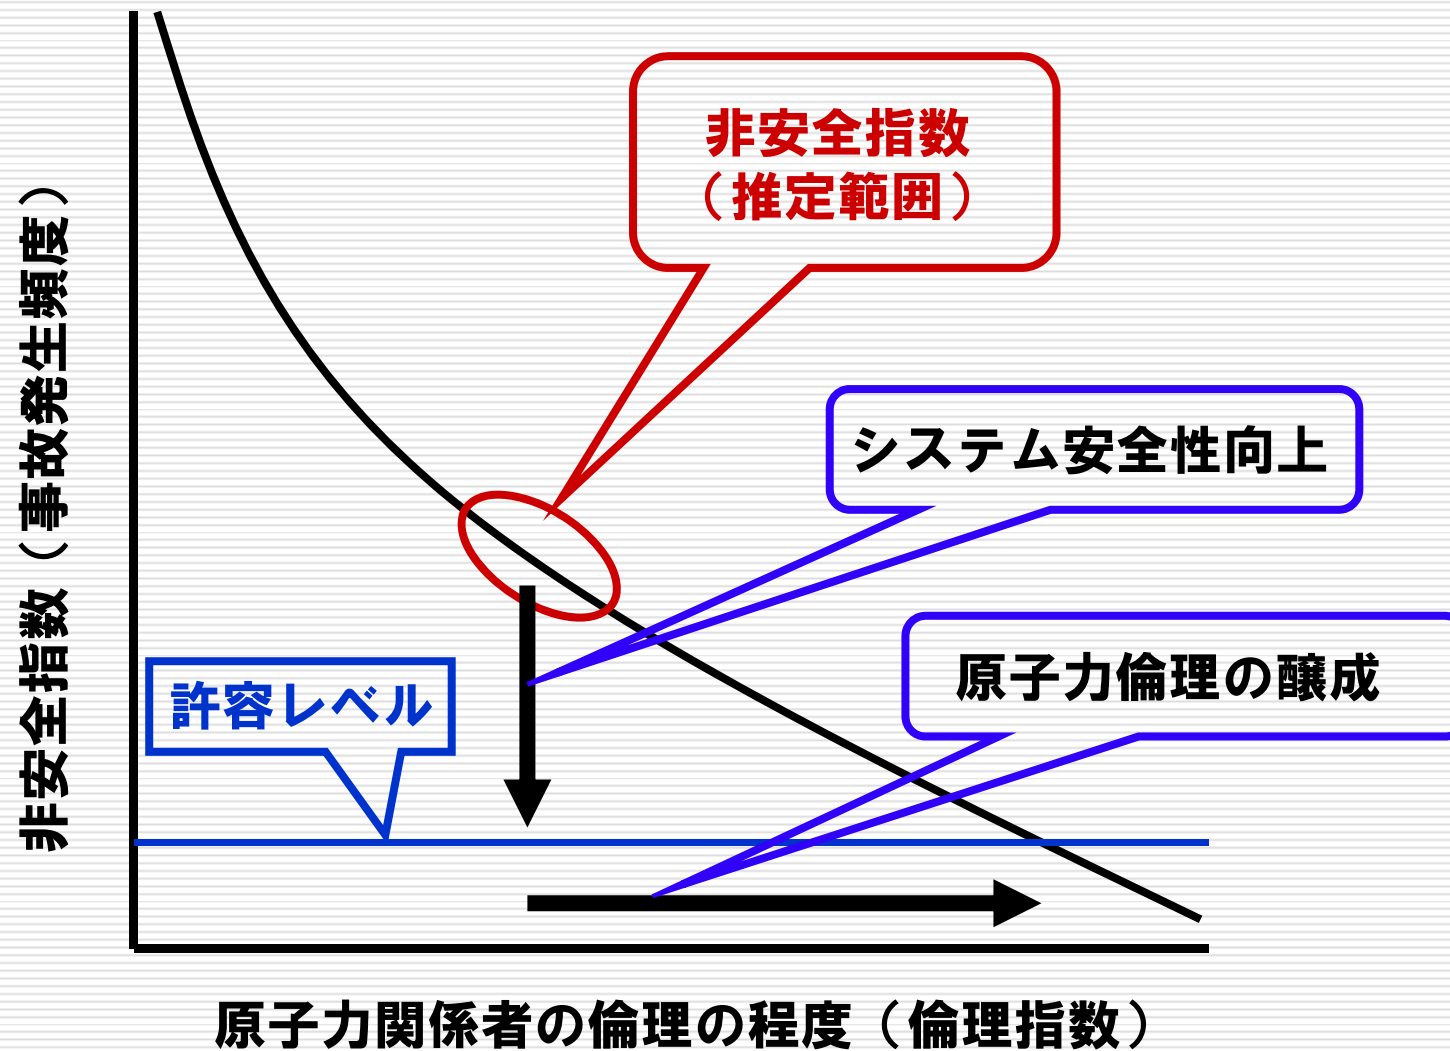 非安全指数
（推定範囲）
システム安全性向上
原子力倫理の醸成
許容レベル
非安全指数（事故発生頻度）
原子力関係者の倫理の程度（倫理指数）